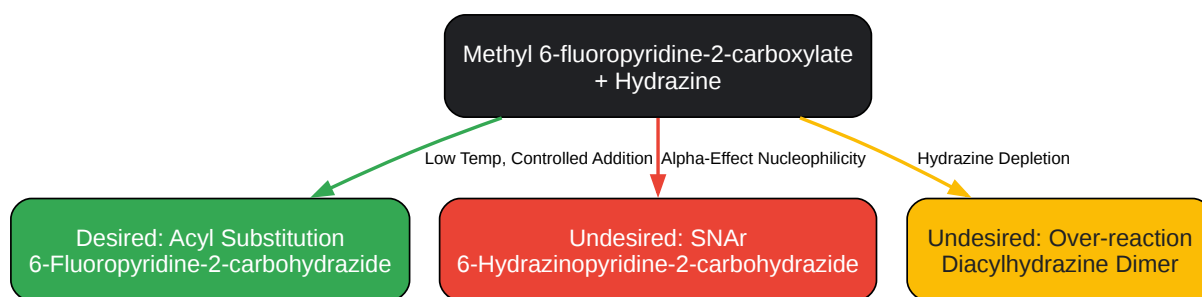 Methyl 6-fluoropyridine-2-carboxylate
+ Hydrazine
Low Temp, Controlled Addition
Alpha-Effect Nucleophilicity
Hydrazine Depletion
Desired: Acyl Substitution
6-Fluoropyridine-2-carbohydrazide
Undesired: SNAr
6-Hydrazinopyridine-2-carbohydrazide
Undesired: Over-reaction
Diacylhydrazine Dimer